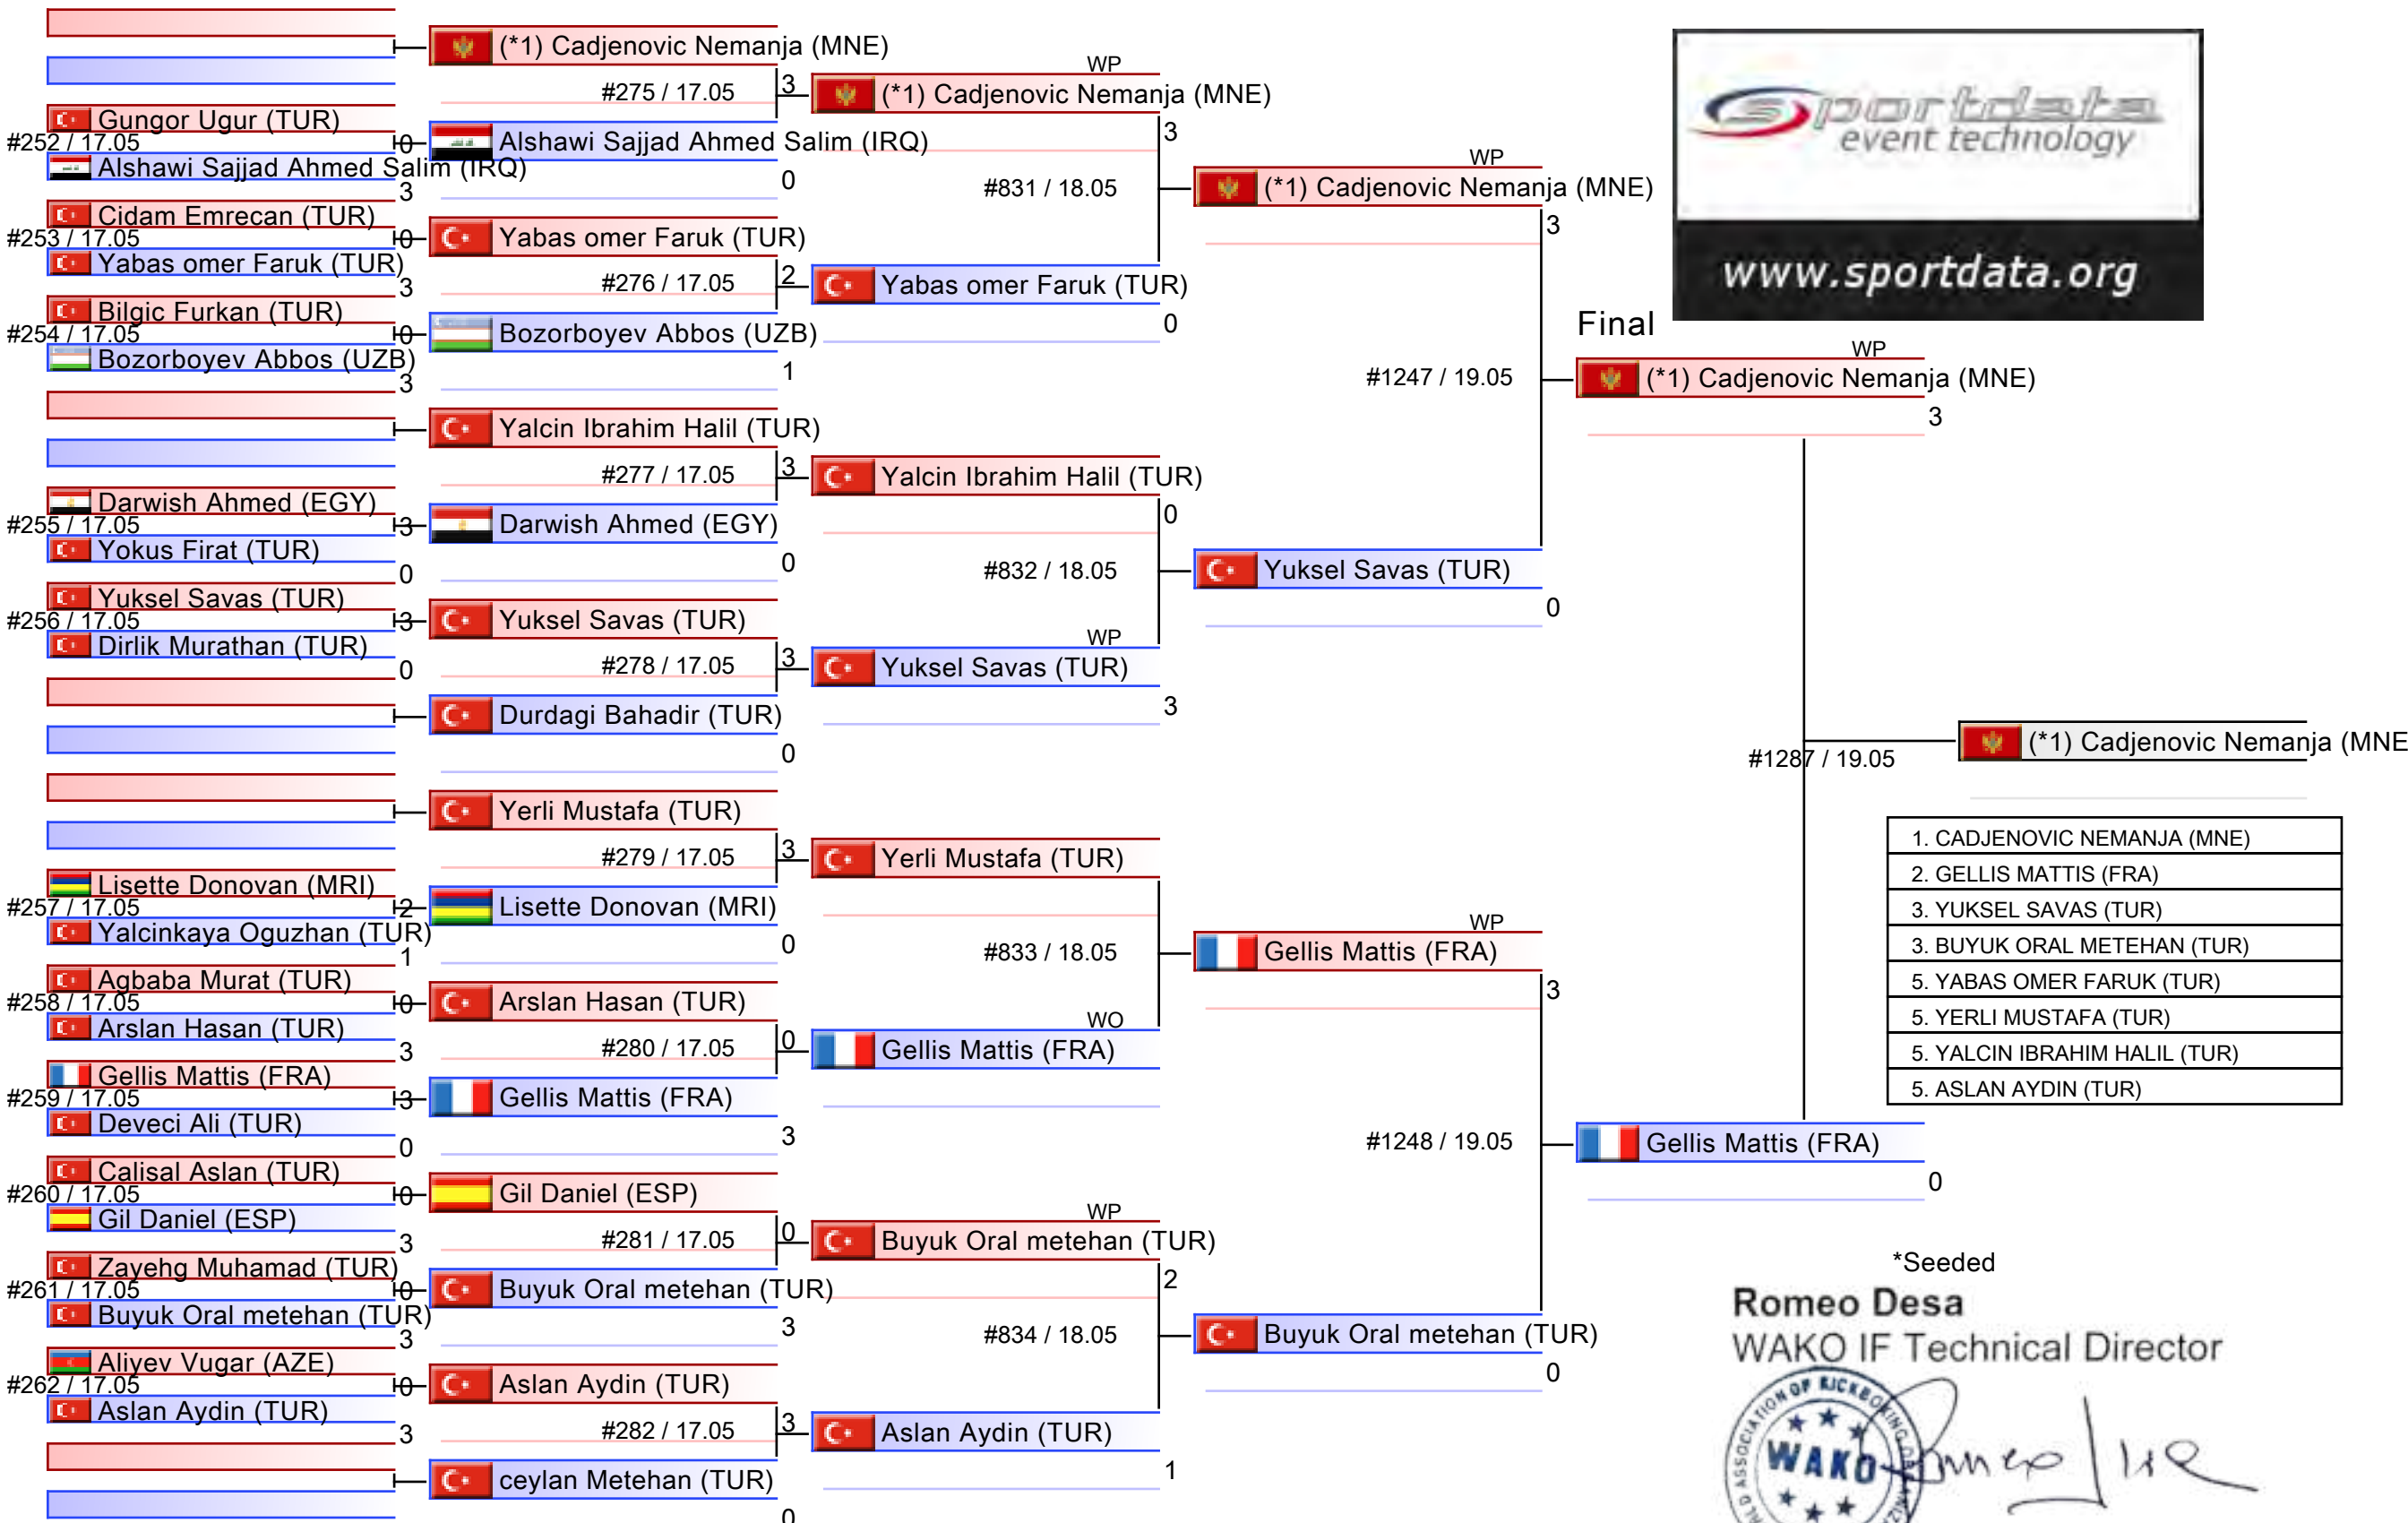 (*1) Cadjenovic Nemanja (MNE)
#275 / 17.05
3
Alshawi Sajjad Ahmed Salim (IRQ)
0
Gungor Ugur (TUR)
#252 / 17.05
0
Alshawi Sajjad Ahmed Salim (IRQ)
3
Cidam Emrecan (TUR)
#253 / 17.05
0
Yabas omer Faruk (TUR)
3
Bilgic Furkan (TUR)
#254 / 17.05
0
Bozorboyev Abbos (UZB)
3
Yabas omer Faruk (TUR)
#276 / 17.05
2
Bozorboyev Abbos (UZB)
1
Yalcin Ibrahim Halil (TUR)
#277 / 17.05
3
Darwish Ahmed (EGY)
0
Darwish Ahmed (EGY)
#255 / 17.05
3
Yokus Firat (TUR)
0
Yuksel Savas (TUR)
#256 / 17.05
3
Dirlik Murathan (TUR)
0
Yuksel Savas (TUR)
#278 / 17.05
3
Durdagi Bahadir (TUR)
0
Yerli Mustafa (TUR)
#279 / 17.05
3
Lisette Donovan (MRI)
0
Lisette Donovan (MRI)
#257 / 17.05
2
Yalcinkaya Oguzhan (TUR)
1
Agbaba Murat (TUR)
#258 / 17.05
0
Arslan Hasan (TUR)
3
Gellis Mattis (FRA)
#259 / 17.05
3
Deveci Ali (TUR)
0
Arslan Hasan (TUR)
#280 / 17.05
0
Gellis Mattis (FRA)
3
Calisal Aslan (TUR)
#260 / 17.05
0
Gil Daniel (ESP)
3
Zayehg Muhamad (TUR)
#261 / 17.05
0
Buyuk Oral metehan (TUR)
3
Gil Daniel (ESP)
#281 / 17.05
0
Buyuk Oral metehan (TUR)
3
Aliyev Vugar (AZE)
#262 / 17.05
0
Aslan Aydin (TUR)
3
Aslan Aydin (TUR)
#282 / 17.05
3
ceylan Metehan (TUR)
0
WP
(*1) Cadjenovic Nemanja (MNE)
3
#831 / 18.05
Yabas omer Faruk (TUR)
0
Yalcin Ibrahim Halil (TUR)
0
#832 / 18.05
WP
Yuksel Savas (TUR)
3
Yerli Mustafa (TUR)
#833 / 18.05
WO
Gellis Mattis (FRA)
WP
Buyuk Oral metehan (TUR)
2
#834 / 18.05
Aslan Aydin (TUR)
1
WP
(*1) Cadjenovic Nemanja (MNE)
3
#1247 / 19.05
Yuksel Savas (TUR)
0
WP
Gellis Mattis (FRA)
3
#1248 / 19.05
Buyuk Oral metehan (TUR)
0
sportdata
event technology
www.sportdata.org
Final
WP
(*1) Cadjenovic Nemanja (MNE)
3
#1287 / 19.05
Gellis Mattis (FRA)
0
(*1) Cadjenovic Nemanja (MNE
1. CADJENOVIC NEMANJA (MNE)
2. GELLIS MATTIS (FRA)
3. YUKSEL SAVAS (TUR)
3. BUYUK ORAL METEHAN (TUR)
5. YABAS OMER FARUK (TUR)
5. YERLI MUSTAFA (TUR)
5. YALCIN IBRAHIM HALIL (TUR)
5. ASLAN AYDIN (TUR)
*Seeded
Romeo Desa
WAKO IF Technical Director
ASSOCIATION OF KICKBOXING
WAKO